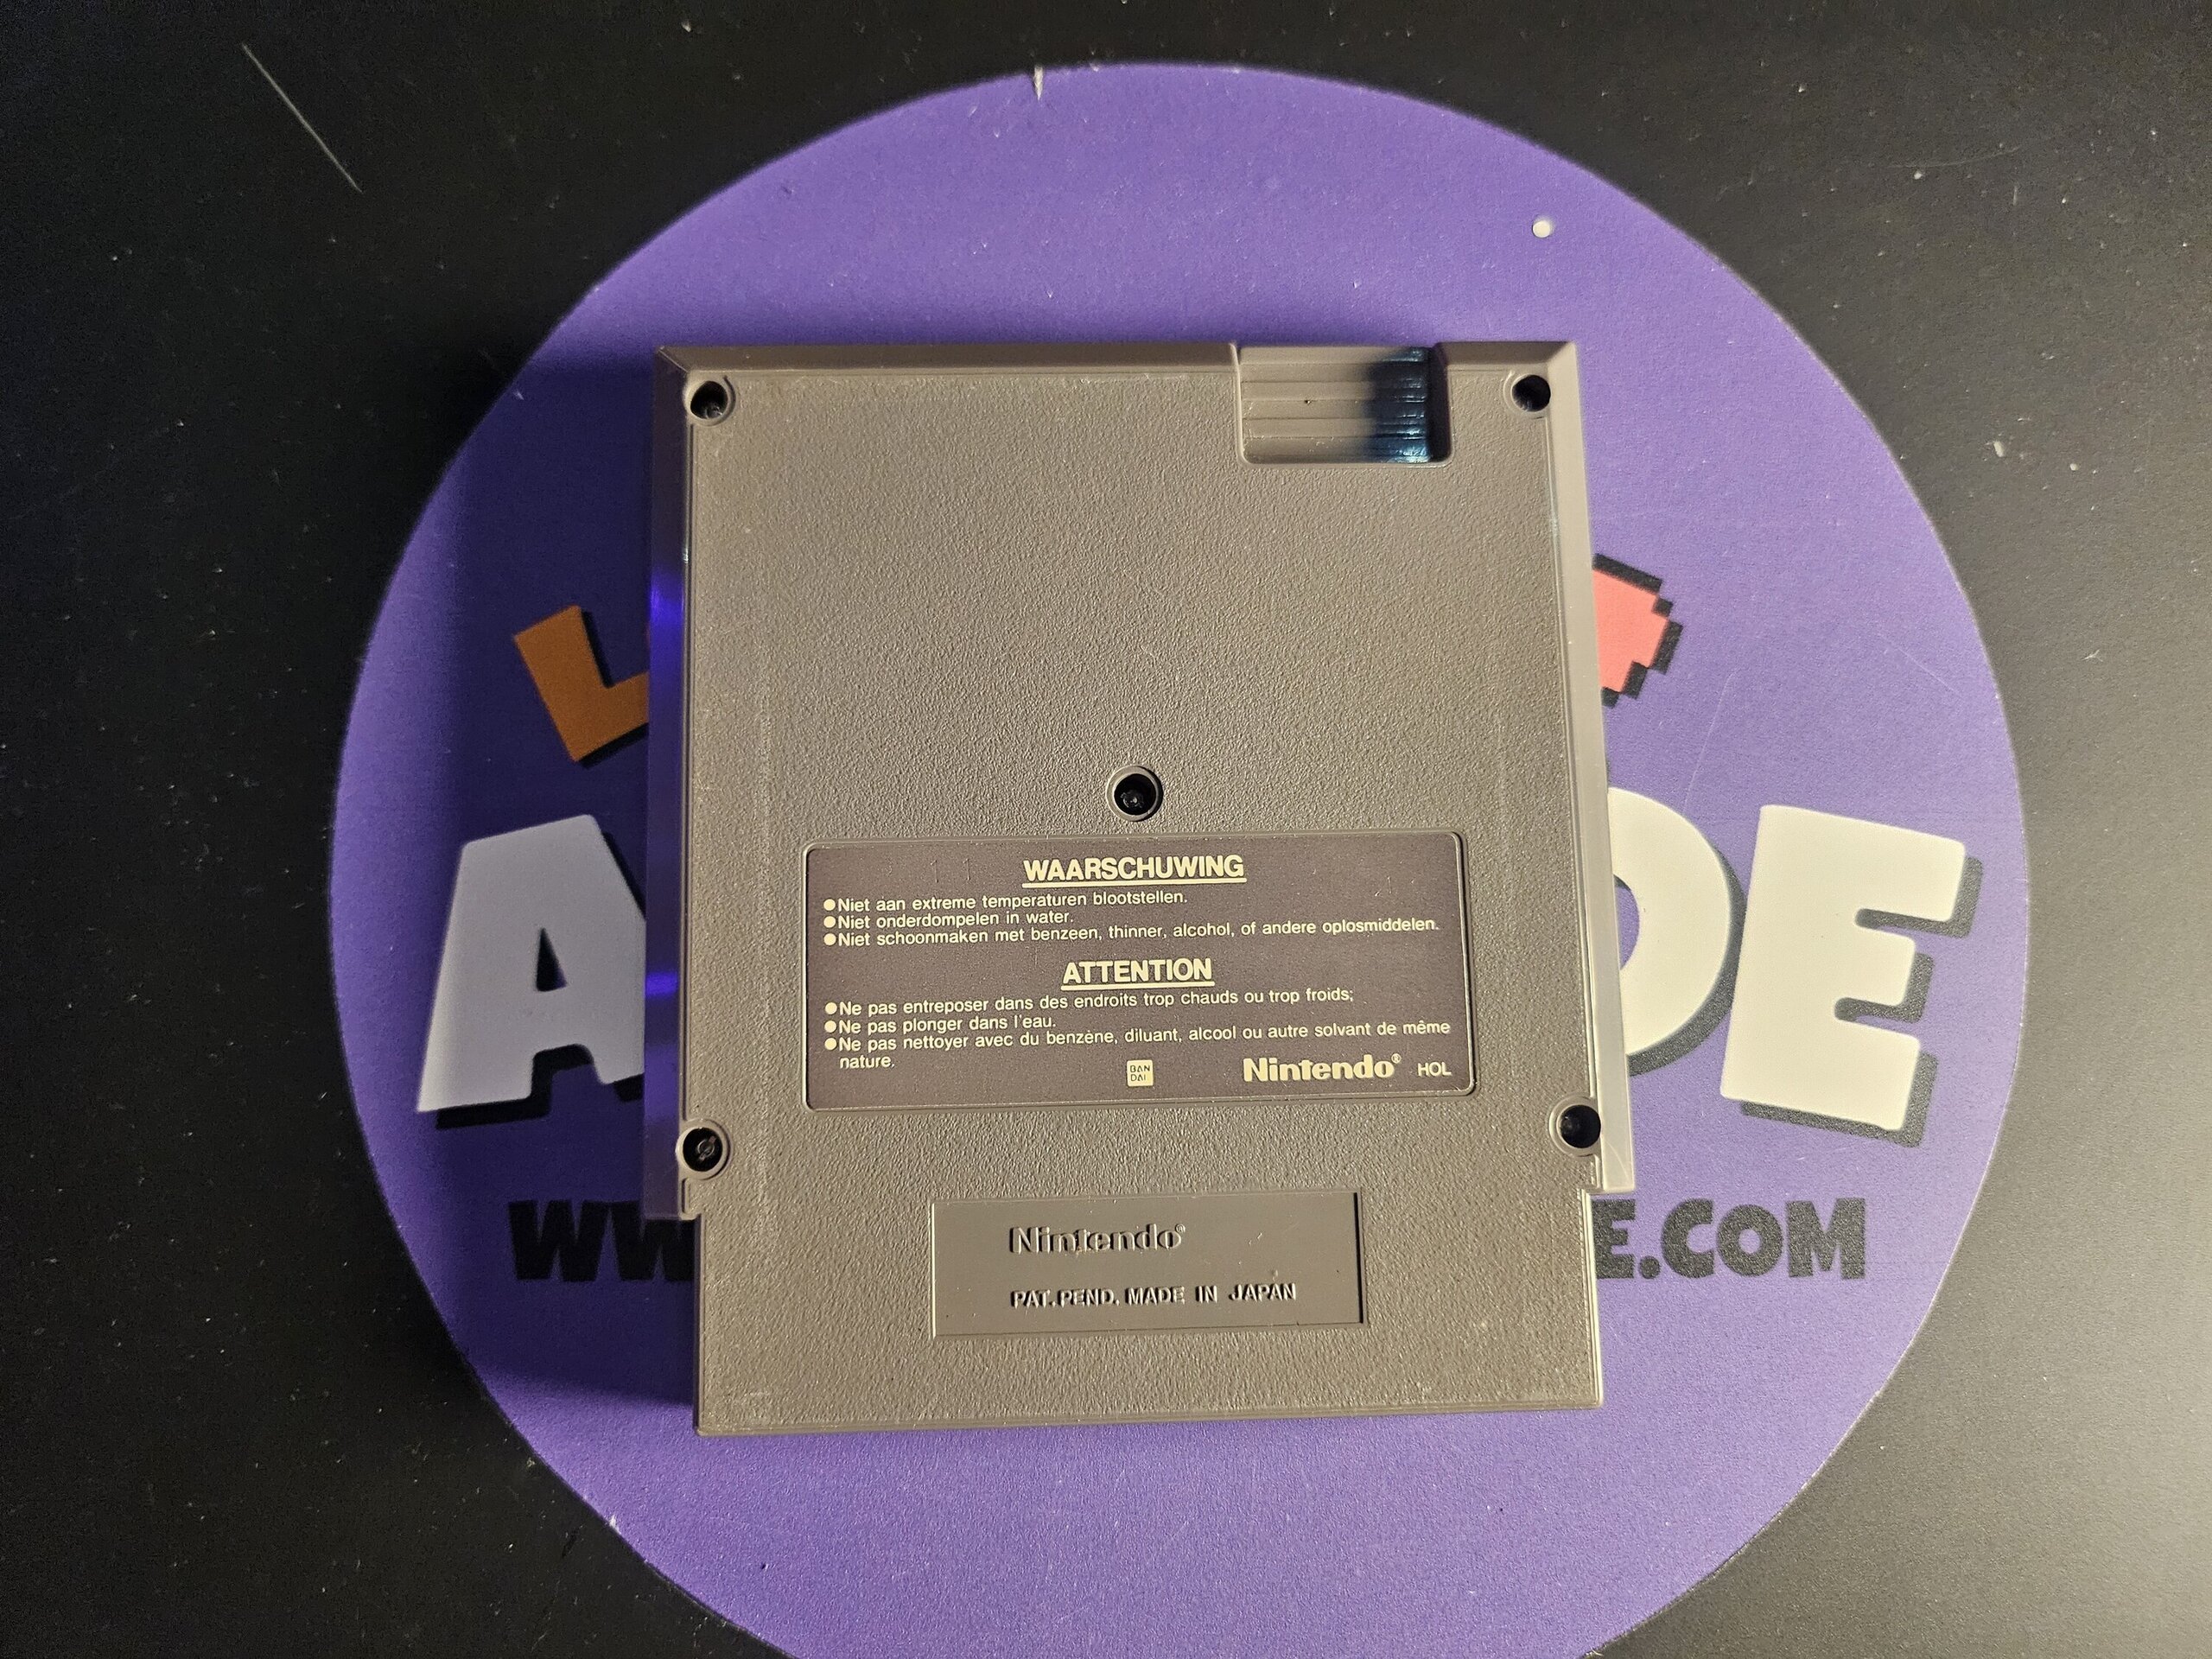 WAARSCHUWING
●Niet aan extreme temperaturen blootstellen.
●Niet onderdompelen in water.
●Niet schoonmaken met benzeen, thinner, alcohol, of andere oplosmiddelen.
ATTENTION
●Ne pas entreposer dans des endroits trop chauds ou trop froids;
●Ne pas plonger dans l'eau.
●Ne pas nettoyer avec du benzène, diluant, alcool ou autre solvant de même
nature.
BAN
DAI
Nintendo® HOL
Nintendo®
PAT. PEND. MADE IN JAPAN
E.COM